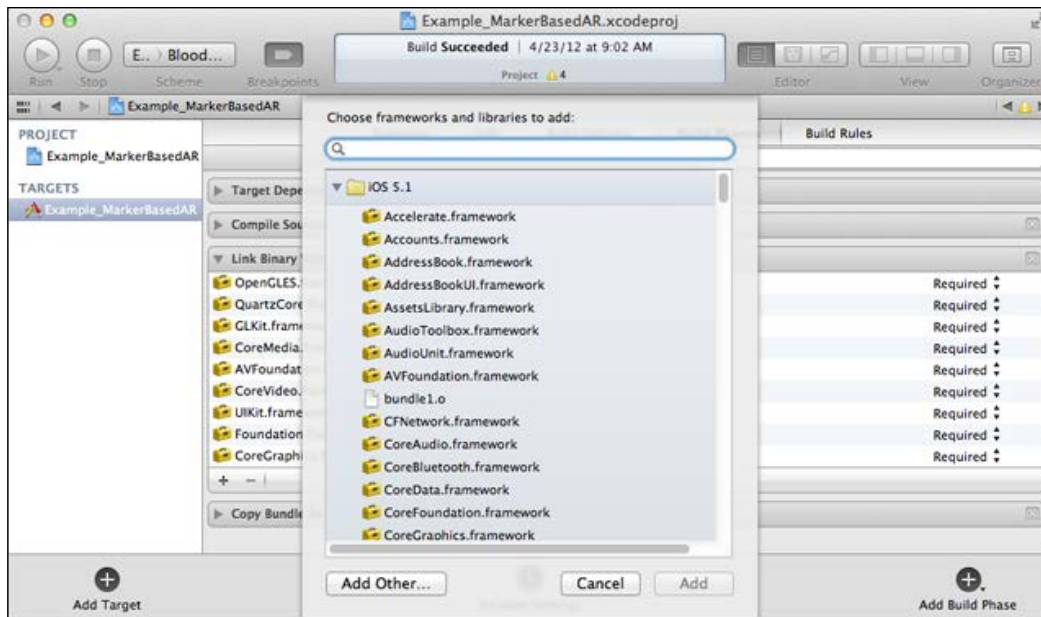 Example_MarkerBasedAR.xcodeproj
Build Succeeded | 4/23/12 at 9:02 AM
Project 4
E.. Blood...
Run
Stop
Scheme
Breakpoints
Editor
View
Organizer
Example_MarkerBasedAR
PROJECT
Example_MarkerBasedAR
TARGETS
Example_MarkerBasedAR
Build Rules
Target Depe
Compile Sou
Link Binary
OpenGLES.
QuartzCore
GLKit.frame
CoreMedia.
AVFoundat
CoreVideo.
UIKit.frame
Foundation
CoreGraphi
Required
Required
Required
Required
Required
Required
Required
Required
Required
+ −
Copy Bundle
Choose frameworks and libraries to add:
iOS 5.1
Accelerate.framework
Accounts.framework
AddressBook.framework
AddressBookUI.framework
AssetsLibrary.framework
AudioToolbox.framework
AudioUnit.framework
AVFoundation.framework
bundle1.o
CFNetwork.framework
CoreAudio.framework
CoreBluetooth.framework
CoreData.framework
CoreFoundation.framework
CoreGraphics.framework
Add Other...
Cancel
Add
Add Target
Add Build Phase